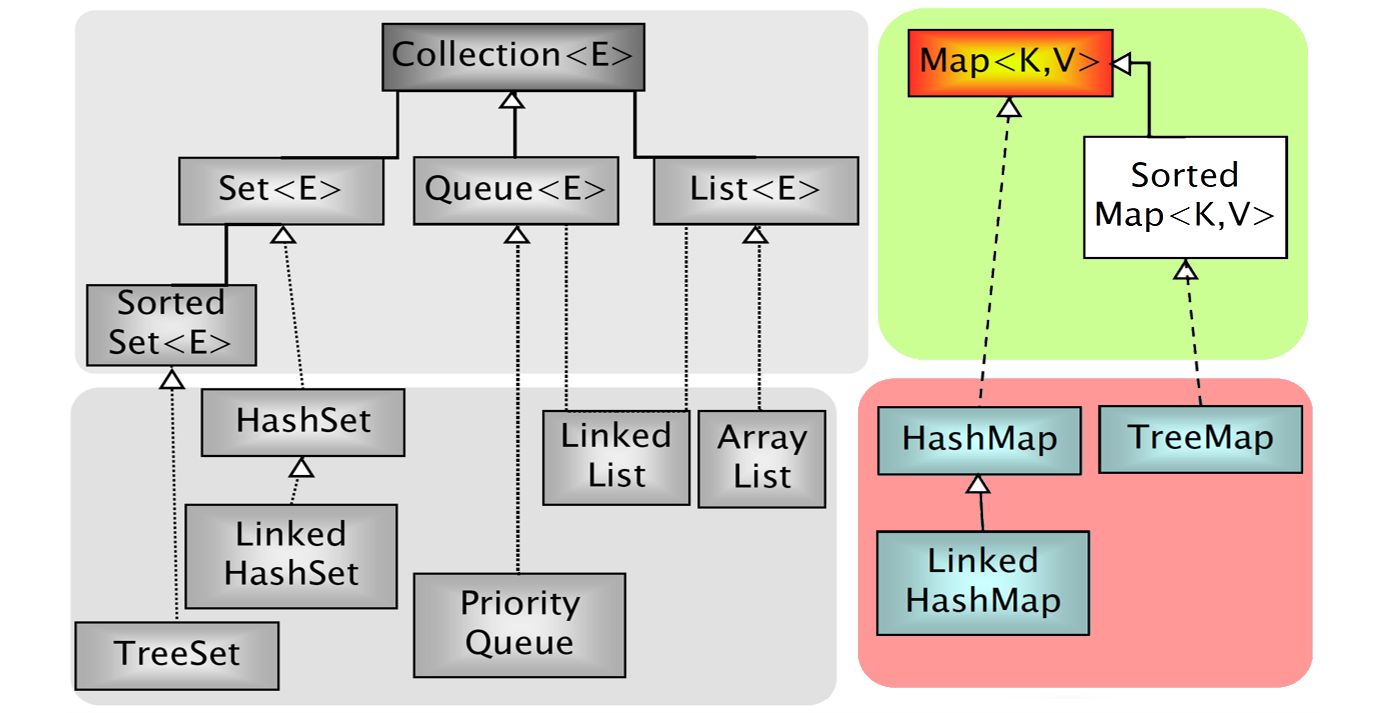 Collection<E>
Set<E>
Queue<E>
List<E>
Sorted
Set<E>
HashSet
Linked
HashSet
TreeSet
Priority
Queue
Linked
List
Array
List
Map<K,V>
Sorted
Map<K,V>
HashMap
TreeMap
Linked
HashMap